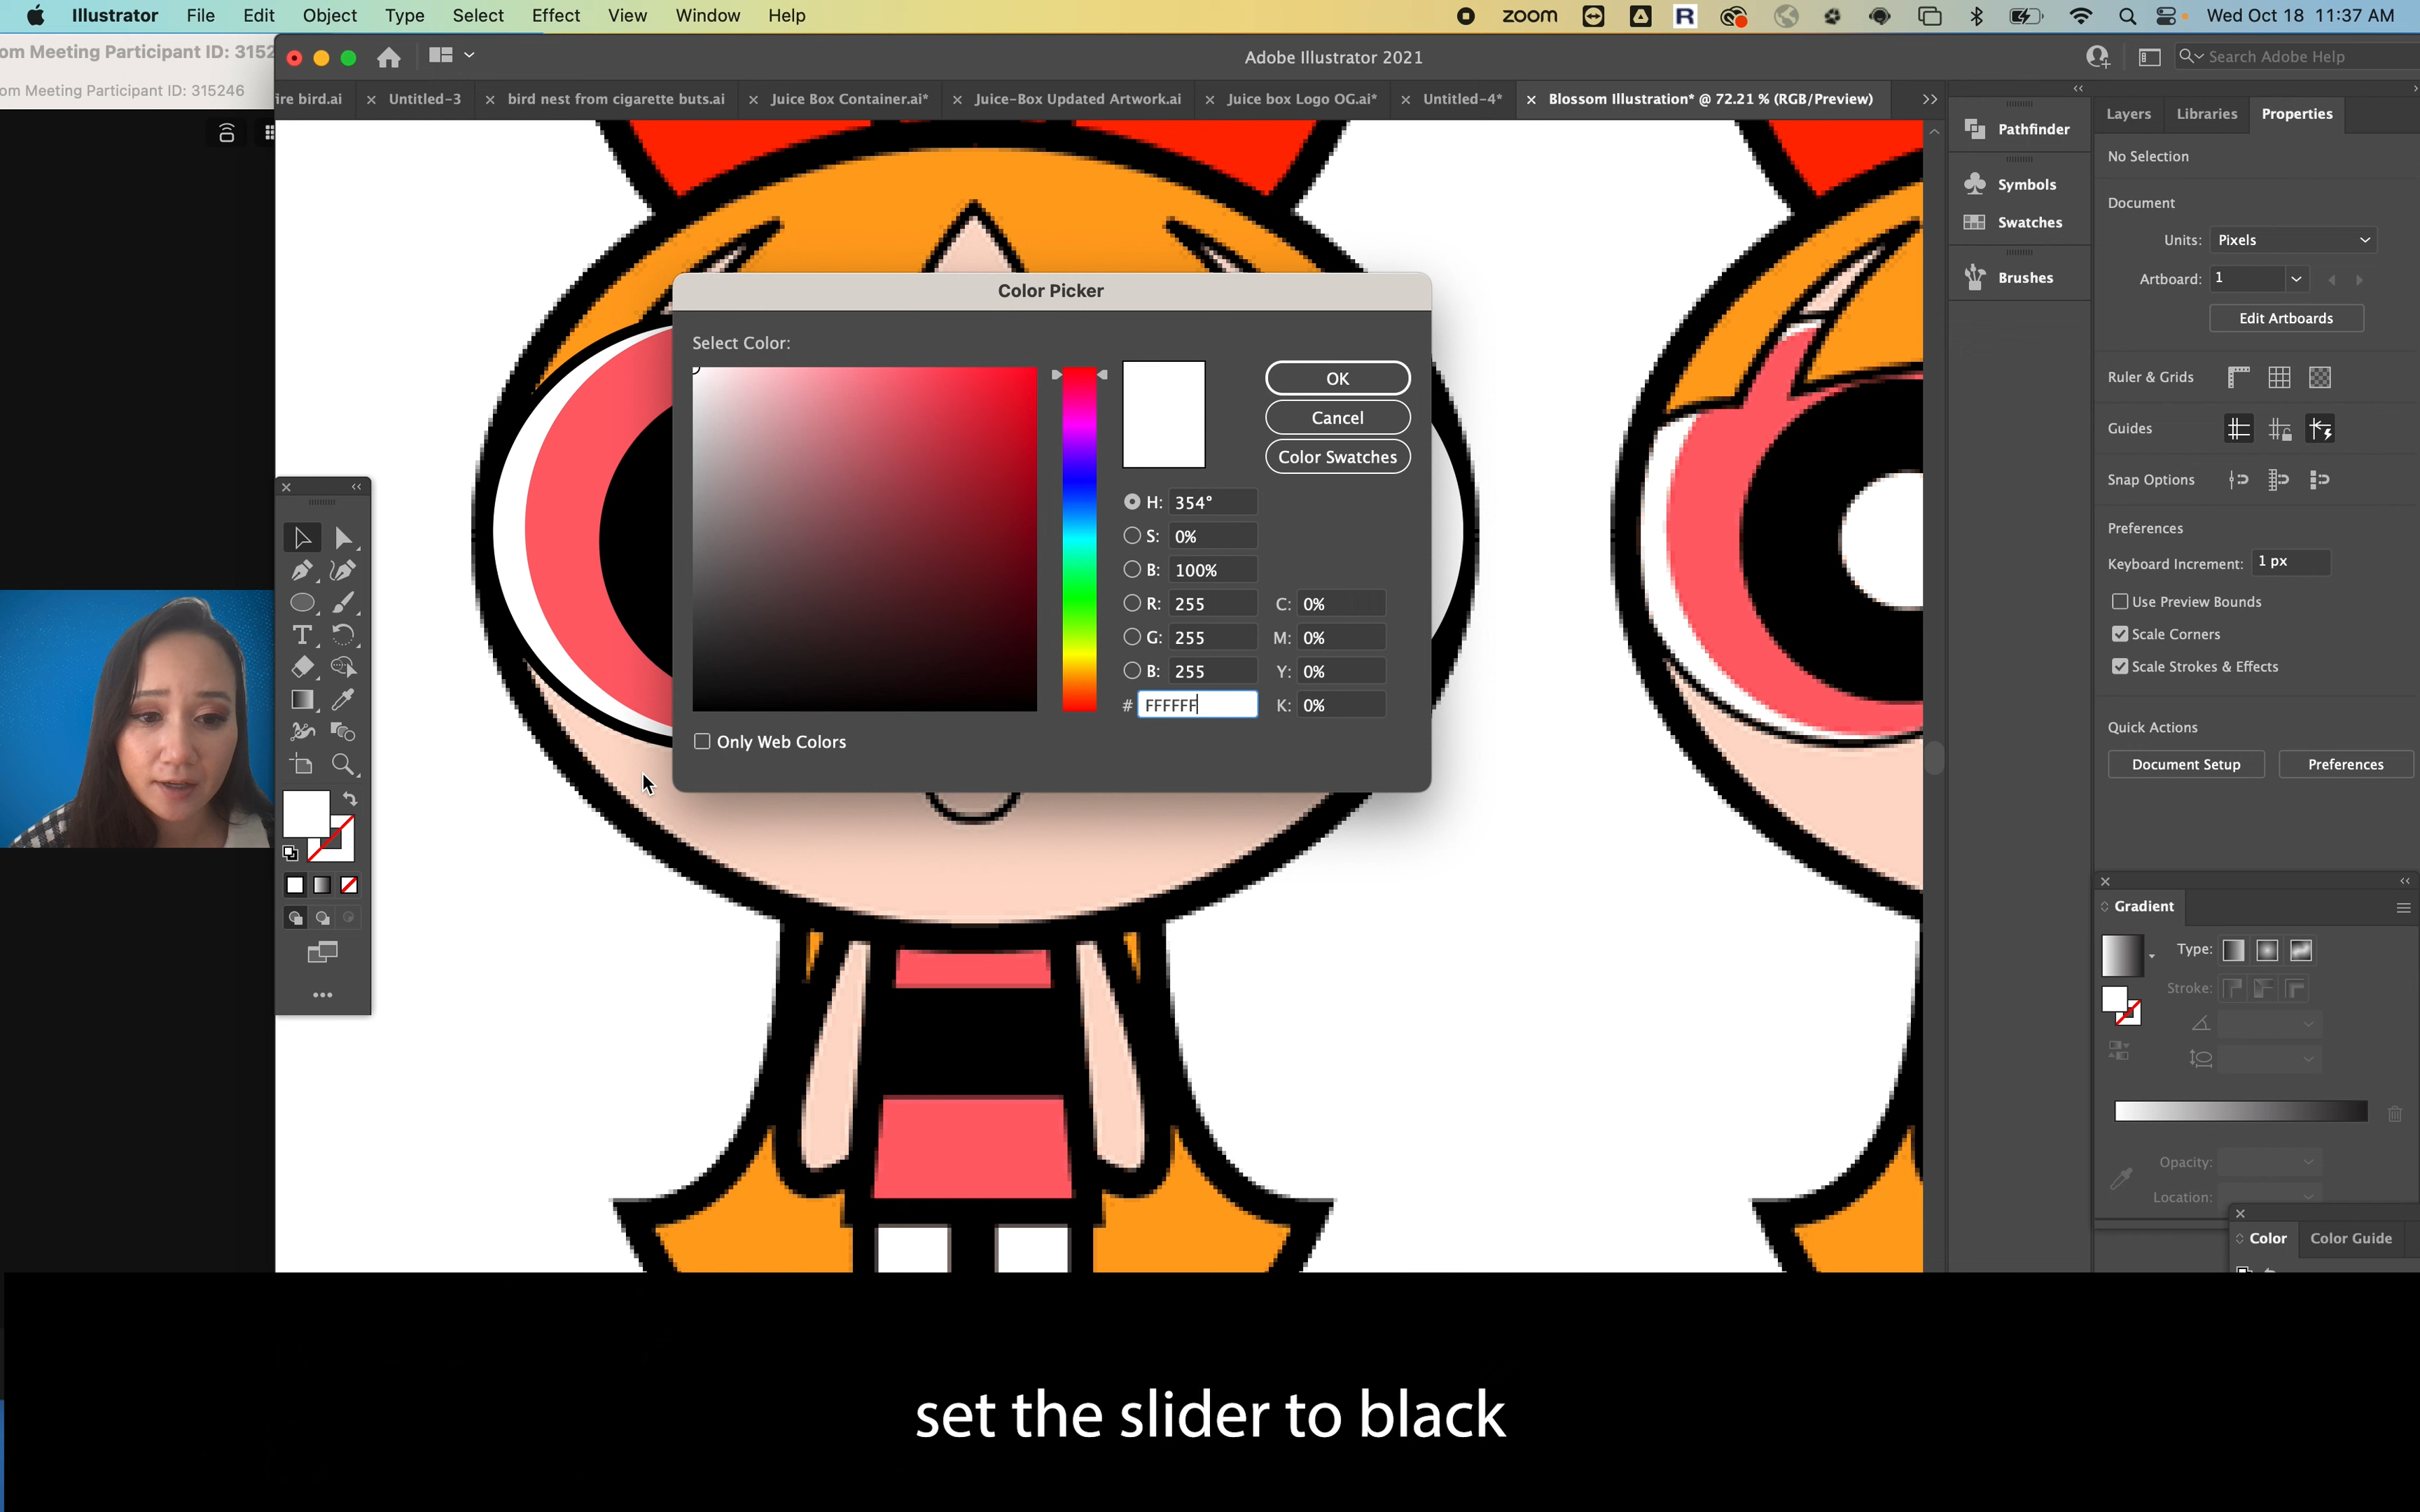 Illustrator File Edit Object Type Select Effect View Window Help
zoom
R
Wed Oct 18 11:37 AM
om Meeting Participant ID: 3152
om Meeting Participant ID: 315246
Adobe Illustrator 2021
Search Adobe Help
ire bird.ai
Untitled-3
bird nest from cigarette buts.ai
Juice Box Container.ai*
Juice-Box Updated Artwork.ai
Juice box Logo OG.ai*
Untitled-4*
Blossom Illustration* @ 72.21 % (RGB/Preview)
Pathfinder
Symbols
Swatches
Brushes
Layers Libraries Properties
No Selection
Document
Units: Pixels
Artboard: 1
Edit Artboards
Ruler & Grids
Guides
Snap Options
Preferences
Keyboard Increment: 1 px
Use Preview Bounds
Scale Corners
Scale Strokes & Effects
Quick Actions
Document Setup Preferences
Gradient
Type:
Stroke:
Opacity:
Location:
Color Color Guide
Color Picker
Select Color:
OK
Cancel
Color Swatches
H: 354°
S: 0%
B: 100%
R: 255 C: 0%
G: 255 M: 0%
B: 255 Y: 0%
# FFFFFF K: 0%
Only Web Colors
T
set the slider to black